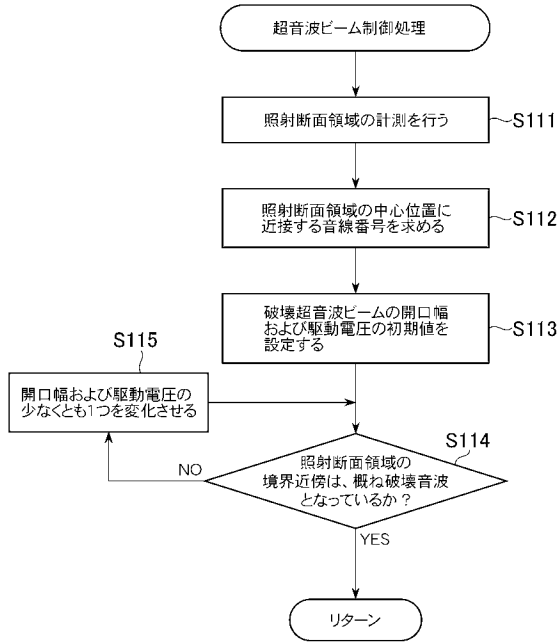 超音波ビーム制御処理
照射断面領域の計測を行う
S111
照射断面領域の中心位置に
近接する音線番号を求める
S112
破壊超音波ビームの開口幅
および駆動電圧の初期値を
設定する
S113
S115
開口幅および駆動電圧の
少なくとも1つを変化させる
S114
照射断面領域の
境界近傍は、概ね破壊音波
となっているか？
NO
YES
リターン